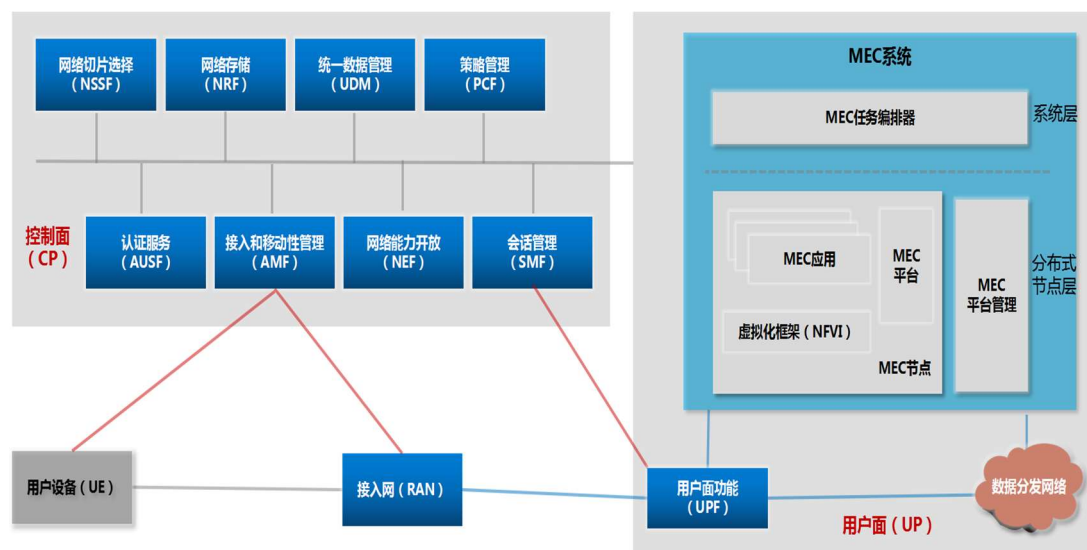 网络切片选择
（NSSF）
网络存储
（NRF）
统一数据管理
（UDM）
策略管理
（PCF）
控制面
（CP）
认证服务
（AUSF）
接入和移动性管理
（AMF）
网络能力开放
（NEF）
会话管理
（SMF）
MEC系统
MEC任务编排器
系统层
MEC应用
MEC
平台
虚拟化框架（NFVI）
MEC节点
MEC
平台管理
分布式
节点层
用户设备（UE）
接入网（RAN）
用户面功能
（UPF）
数据分发网络
用户面（UP）